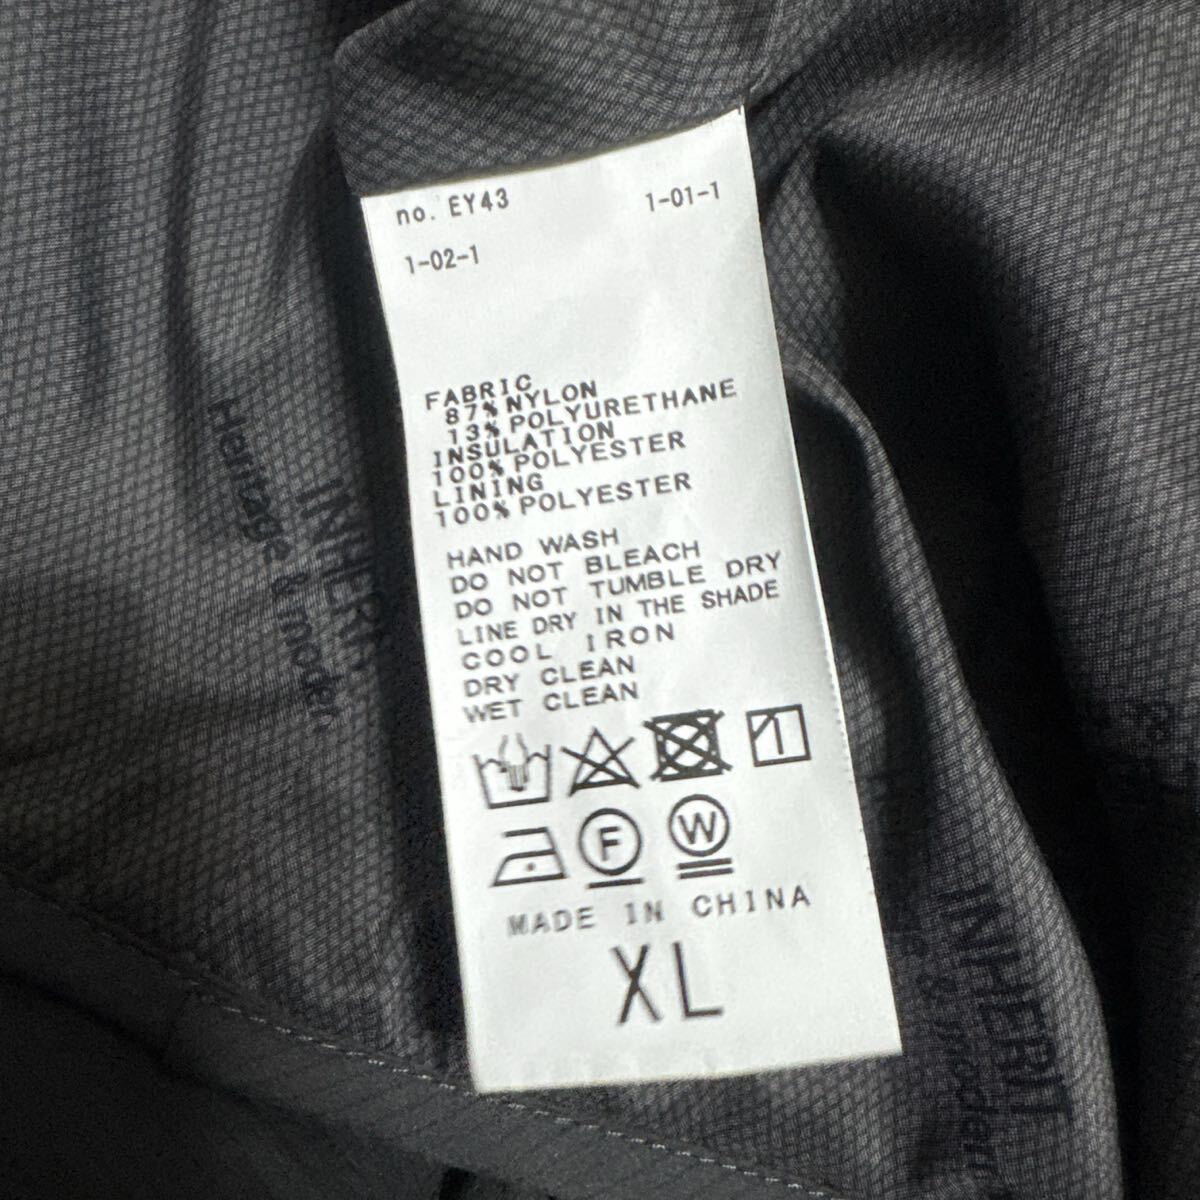 no. EY43 1-01-1
1-02-1
FABRIC
87% NYLON
13% POLYURETHANE
INSULATION
100% POLYESTER
LINING
100% POLYESTER
HAND WASH
DO NOT BLEACH
DO NOT TUMBLE DRY
LINE DRY IN THE SHADE
COOL IRON
DRY CLEAN
WET CLEAN
F W
MADE IN CHINA
XL
INHERIT
Heritage & moder
INHERIT
& moder